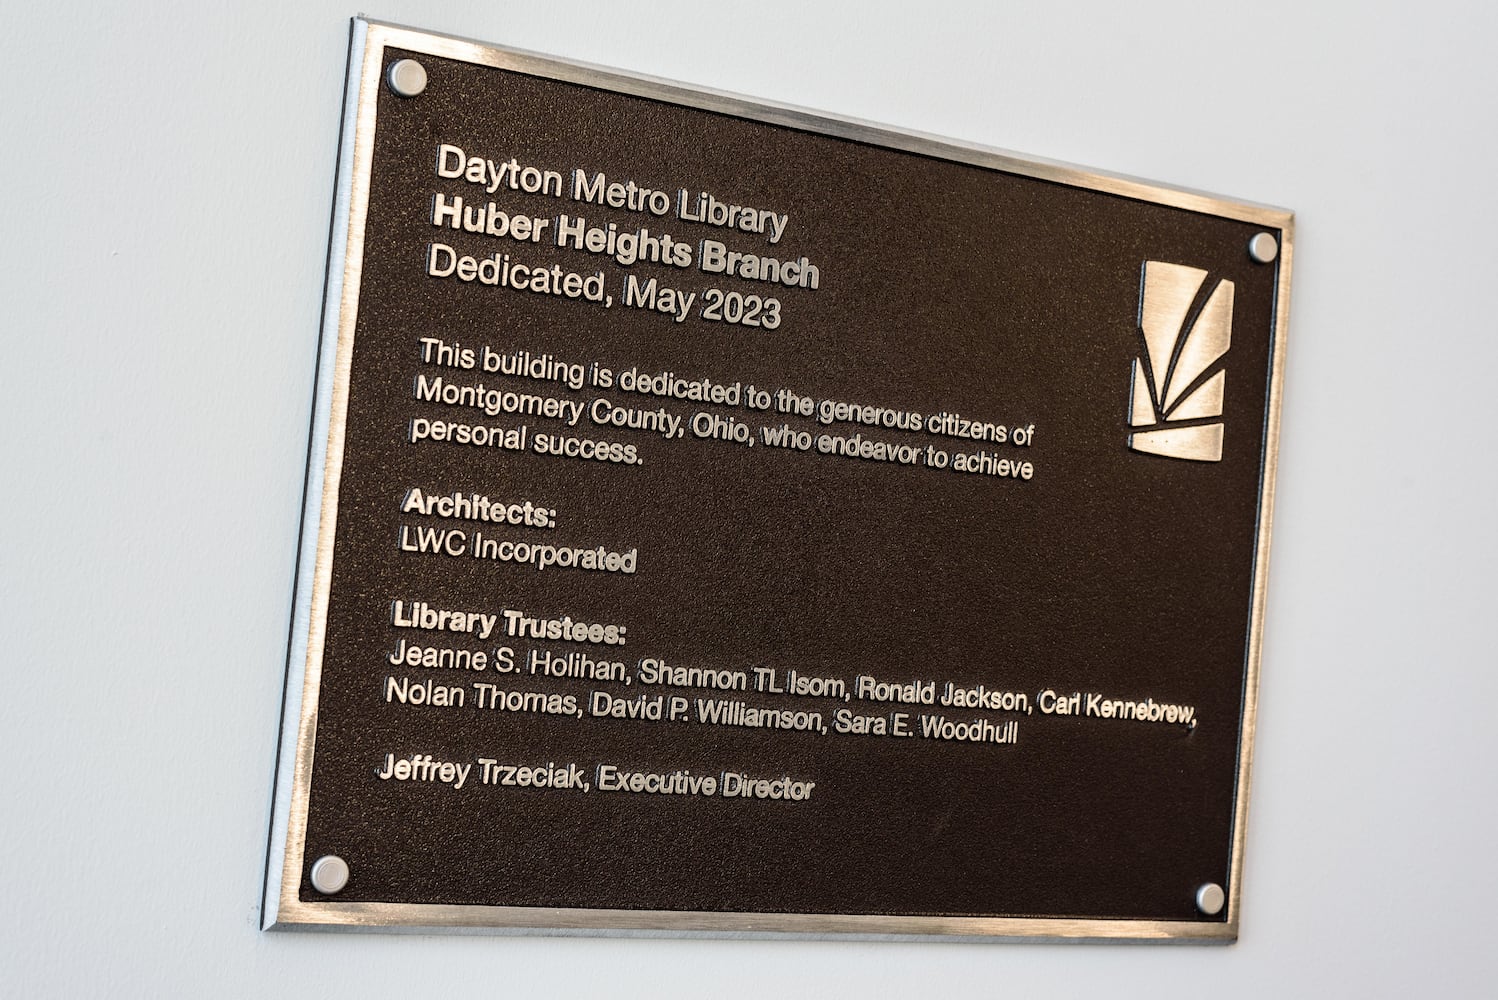 Dayton Metro Library
Huber Heights Branch
Dedicated, May 2023
This building is dedicated to the generous citizens of
Montgomery County, Ohio, who endeavor to achieve
personal success.
Architects:
LWC Incorporated
Library Trustees:
Jeanne S. Holihan, Shannon TL Isom, Ronald Jackson, Carl Kennebrew,
Nolan Thomas, David P. Williamson, Sara E. Woodhull
Jeffrey Trzeciak, Executive Director